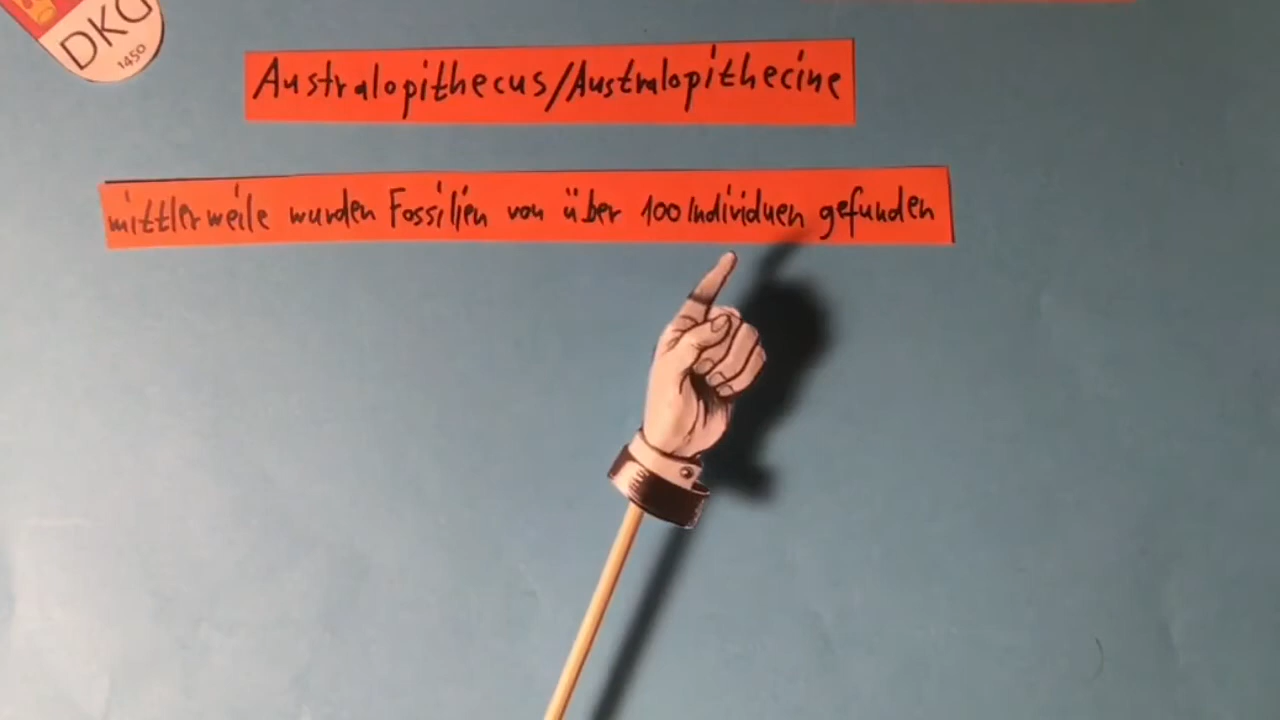 DKG
1450
Australopithecus/Australopithecine
mittlerweile wurden Fossilien von über 100 Individuen gefunden